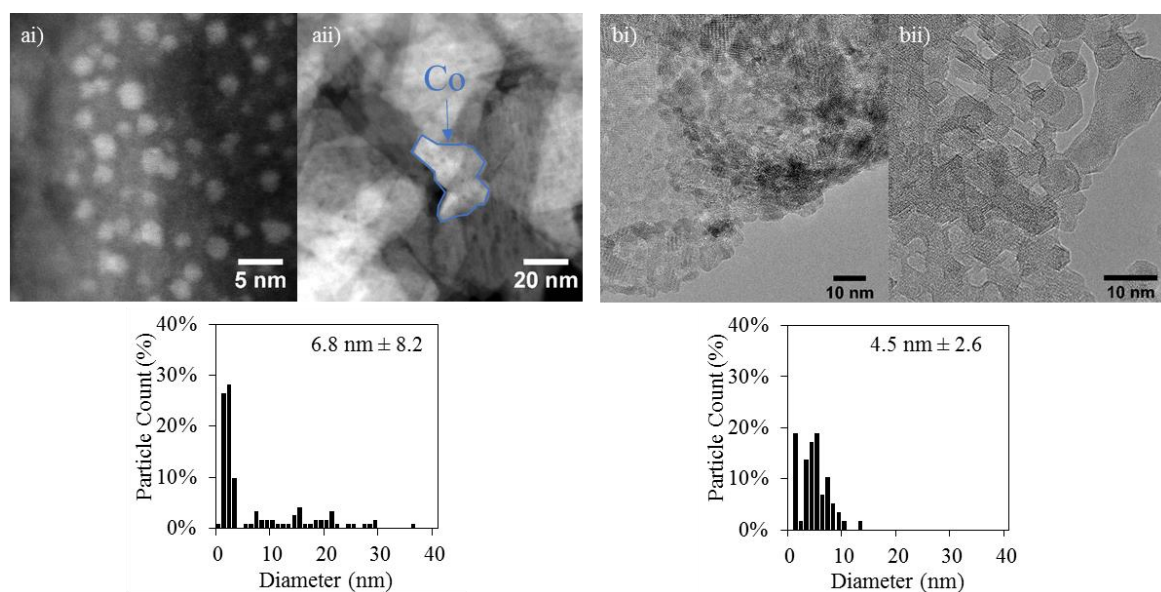 ai)
aii)
Co
5 nm
20 nm
bi)
bii)
10 nm
10 nm
40%
30%
20%
10%
0%
Particle Count (%)
6.8 nm ± 8.2
0 10 20 30 40
Diameter (nm)
40%
30%
20%
10%
0%
Particle Count (%)
4.5 nm ± 2.6
0 10 20 30 40
Diameter (nm)